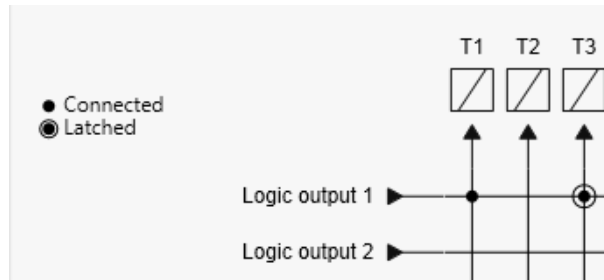 T1 T2 T3
Connected
Latched
Logic output 1
Logic output 2